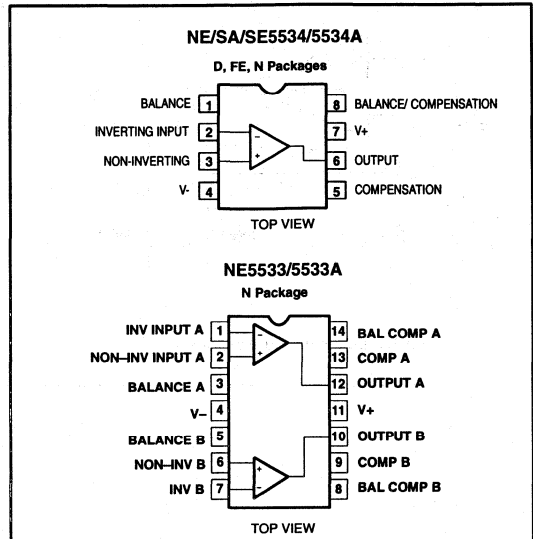 NE/SA/SE5534/5534A
D, FE, N Packages
BALANCE 1 8 BALANCE/ COMPENSATION
INVERTING INPUT 2 - 7 V+
NON-INVERTING 3 + 6 OUTPUT
V- 4 5 COMPENSATION
TOP VIEW
NE5533/5533A
N Package
INV INPUT A 1 - 14 BAL COMP A
NON–INV INPUT A 2 + 13 COMP A
BALANCE A 3 12 OUTPUT A
V– 4 11 V+
BALANCE B 5 10 OUTPUT B
NON–INV B 6 + 9 COMP B
INV B 7 - 8 BAL COMP B
TOP VIEW